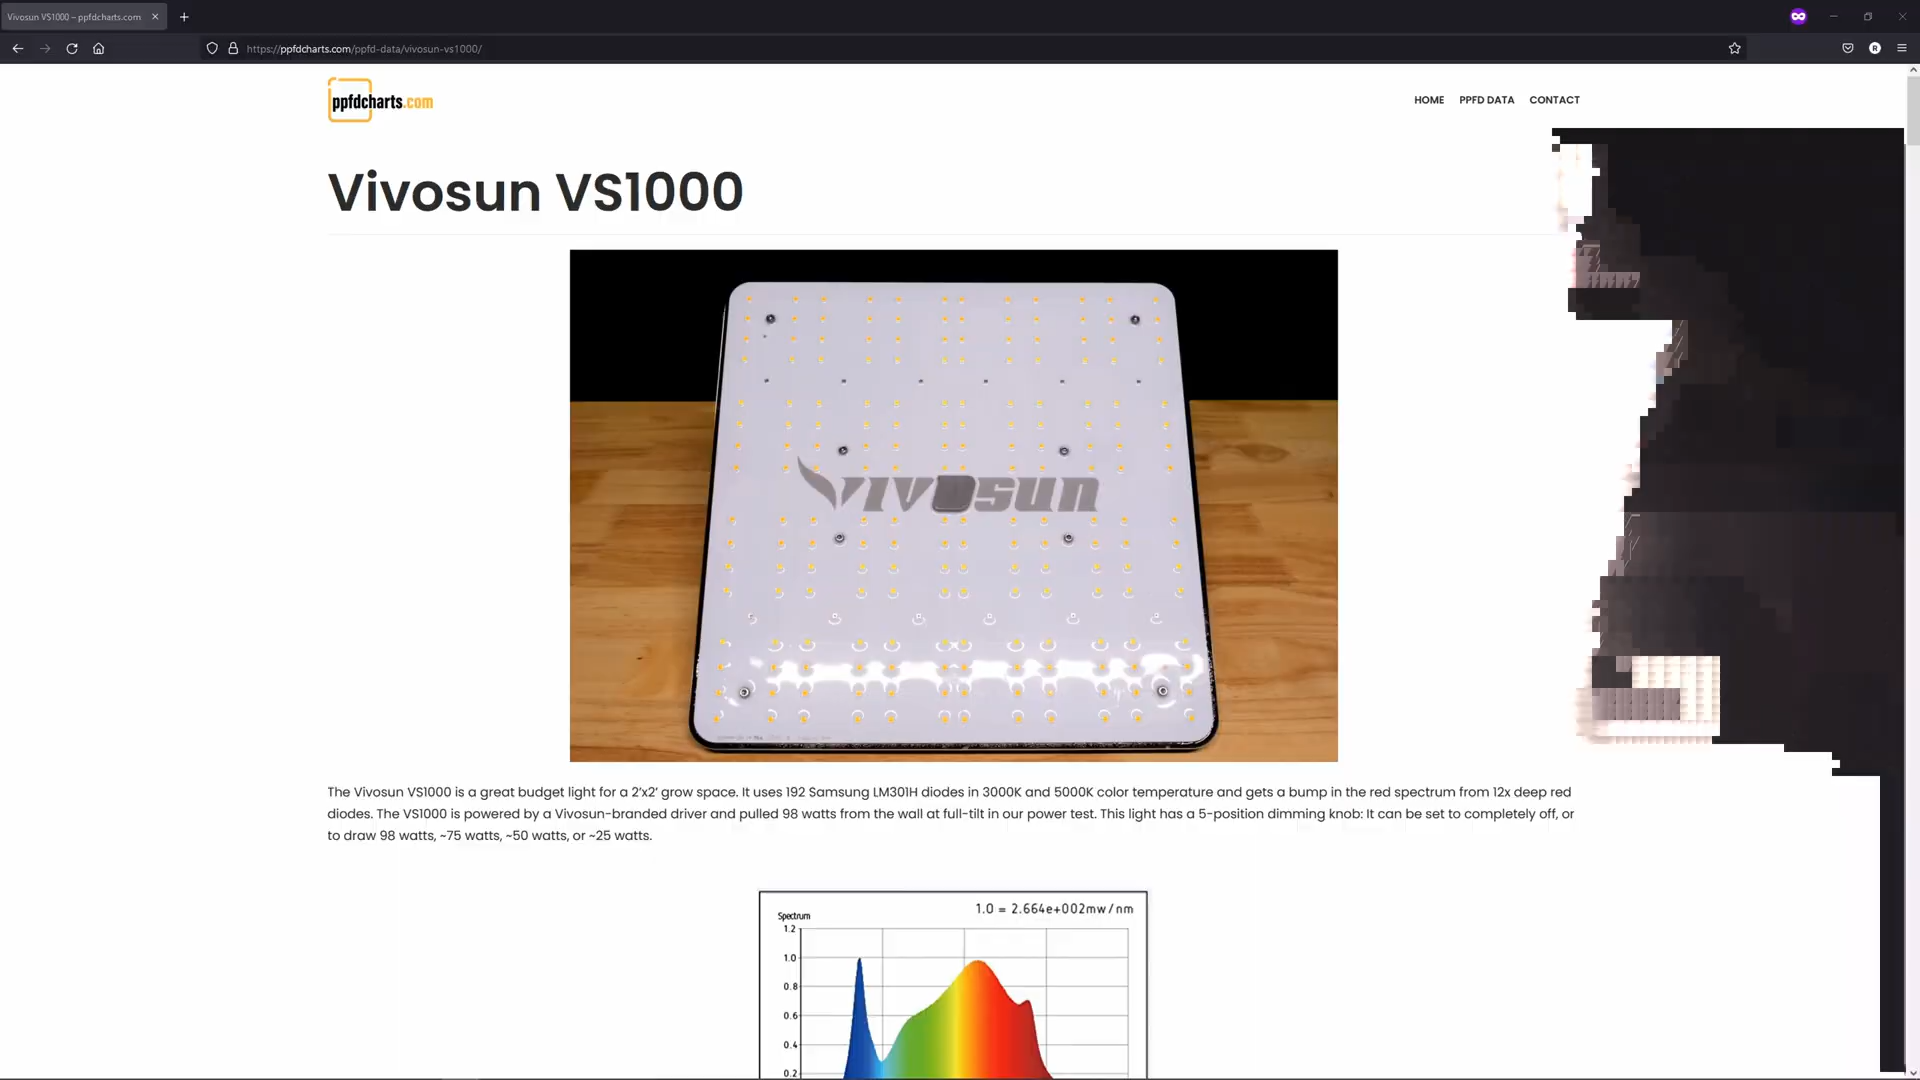 Vivosun VS1000 – ppfdcharts.com
https://ppfdcharts.com/ppfd-data/vivosun-vs1000/
ppfdcharts.com
HOME PPFD DATA CONTACT
Vivosun VS1000
VIVOSUN
The Vivosun VS1000 is a great budget light for a 2'x2' grow space. It uses 192 Samsung LM301H diodes in 3000K and 5000K color temperature and gets a bump in the red spectrum from 12x deep red
diodes. The VS1000 is powered by a Vivosun-branded driver and pulled 98 watts from the wall at full-tilt in our power test. This light has a 5-position dimming knob: It can be set to completely off, or
to draw 98 watts, ~75 watts, ~50 watts, or ~25 watts.
1.0 = 2.664e+002mw/nm
Spectrum
1.2
1.0
0.8
0.6
0.4
0.2